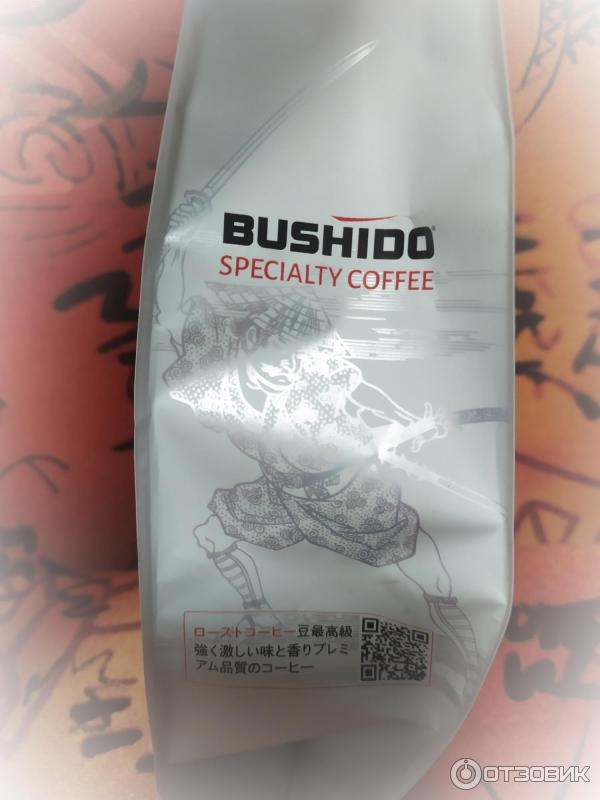 BUSHIDO
SPECIALTY COFFEE
ローストコーヒー豆最高級
強く激しい味と香りプレミ
アム品質のコーヒー
ОТЗОВИК